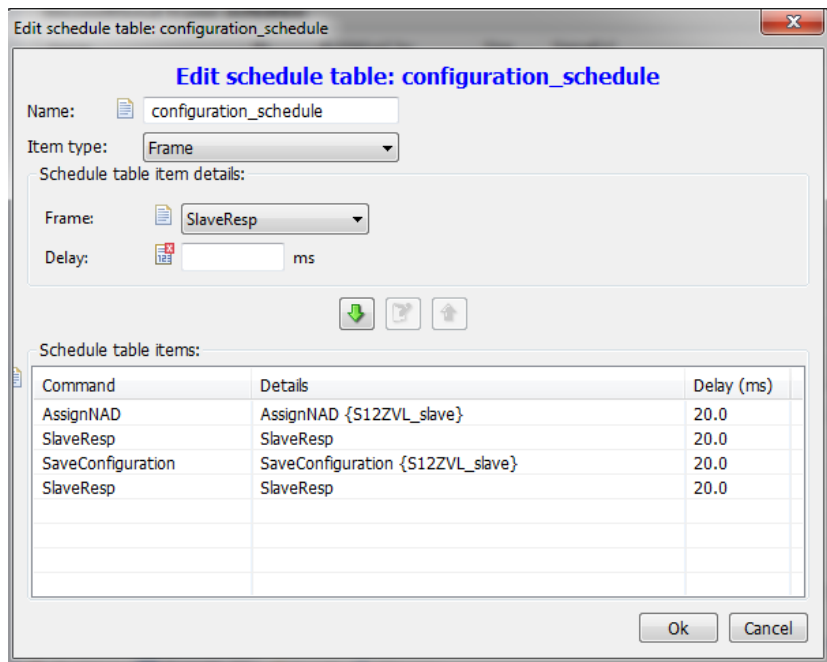 Edit schedule table: configuration_schedule
Edit schedule table: configuration_schedule
Name: configuration_schedule
Item type: Frame
Schedule table item details:
Frame: SlaveResp
Delay: ms
Schedule table items:
Command Details Delay (ms)
AssignNAD AssignNAD {S12ZVL_slave} 20.0
SlaveResp SlaveResp 20.0
SaveConfiguration SaveConfiguration {S12ZVL_slave} 20.0
SlaveResp SlaveResp 20.0
Ok Cancel